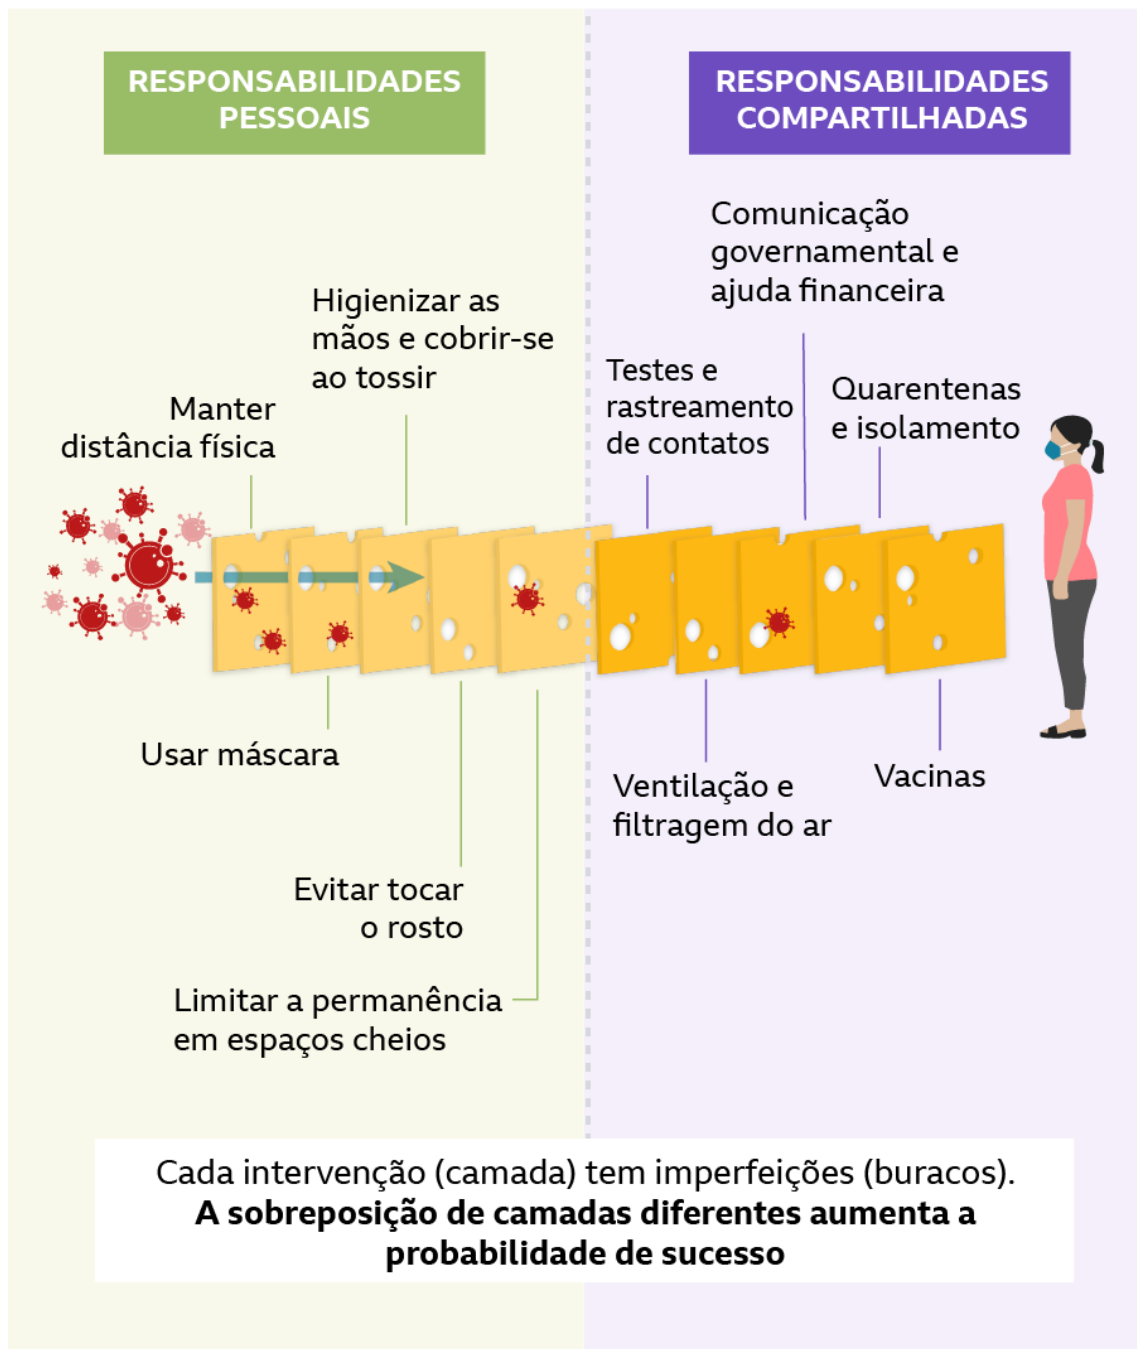 RESPONSABILIDADES
PESSOAIS
RESPONSABILIDADES
COMPARTILHADAS
Comunicação
governamental e
ajuda financeira
Higienizar as
mãos e cobrir-se
ao tossir
Testes e
rastreamento
de contatos
Quarentenas
e isolamento
Manter
distância física
Usar máscara
Ventilação e
filtragem do ar
Vacinas
Evitar tocar
o rosto
Limitar a permanência
em espaços cheios
Cada intervenção (camada) tem imperfeições (buracos).
A sobreposição de camadas diferentes aumenta a
probabilidade de sucesso